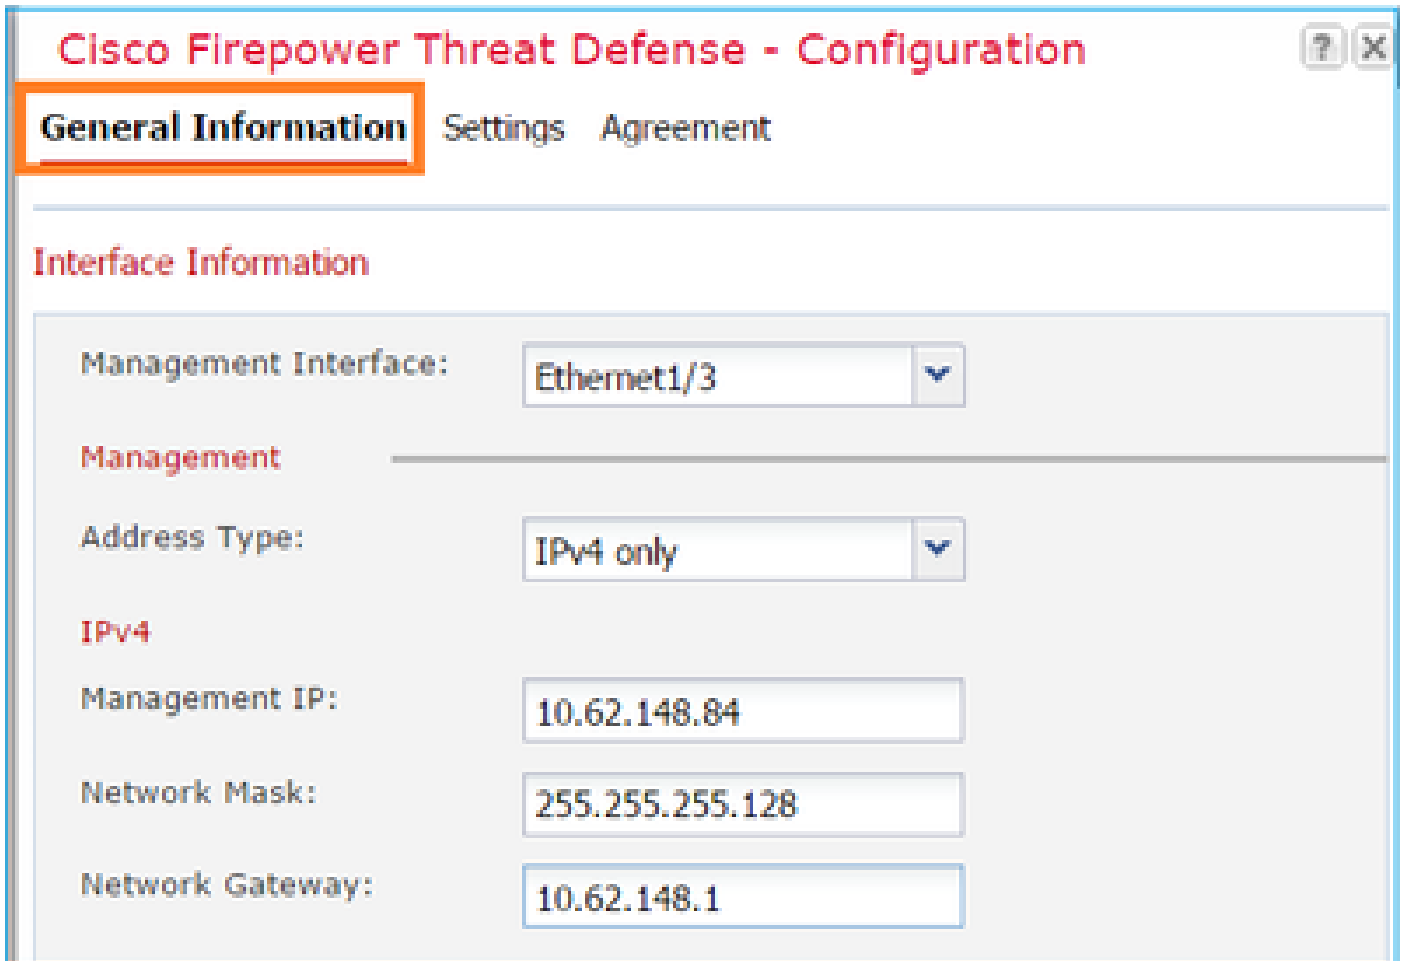 Cisco Firepower Threat Defense - Configuration ? X
General Information Settings Agreement
Interface Information
Management Interface: Ethernet1/3
Management
Address Type: IPv4 only
IPv4
Management IP: 10.62.148.84
Network Mask: 255.255.255.128
Network Gateway: 10.62.148.1